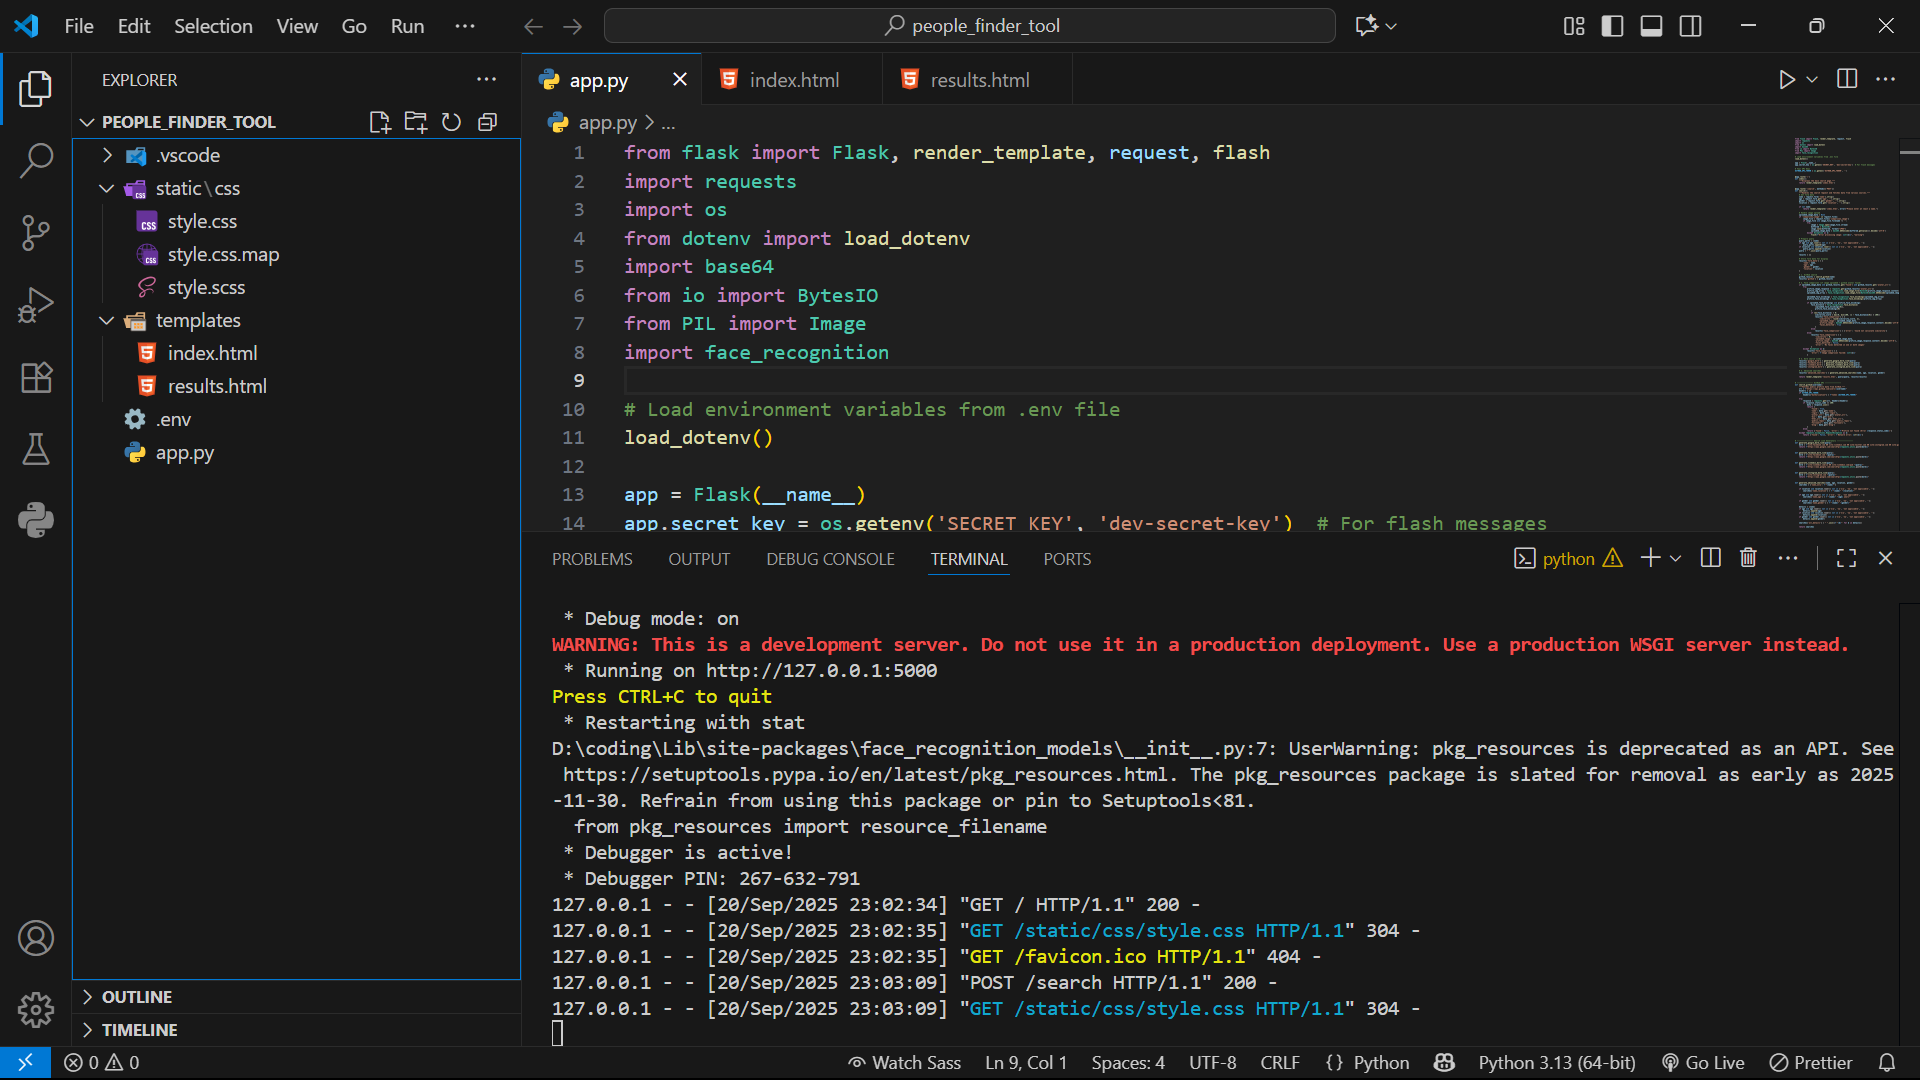 File Edit Selection View Go Run ...
people_finder_tool
EXPLORER
PEOPLE_FINDER_TOOL
.vscode
static\css
style.css
style.css.map
style.scss
templates
index.html
results.html
.env
app.py
OUTLINE
TIMELINE
app.py index.html results.html
app.py > ...
1 from flask import Flask, render_template, request, flash
2 import requests
3 import os
4 from dotenv import load_dotenv
5 import base64
6 from io import BytesIO
7 from PIL import Image
8 import face_recognition
9
10 # Load environment variables from .env file
11 load_dotenv()
12
13 app = Flask(__name__)
14 app.secret_key = os.getenv('SECRET_KEY', 'dev-secret-key')  # For flash messages
PROBLEMS OUTPUT DEBUG CONSOLE TERMINAL PORTS
python
* Debug mode: on
WARNING: This is a development server. Do not use it in a production deployment. Use a production WSGI server instead.
* Running on http://127.0.0.1:5000
Press CTRL+C to quit
* Restarting with stat
D:\coding\Lib\site-packages\face_recognition_models\__init__.py:7: UserWarning: pkg_resources is deprecated as an API. See
https://setuptools.pypa.io/en/latest/pkg_resources.html. The pkg_resources package is slated for removal as early as 2025
-11-30. Refrain from using this package or pin to Setuptools<81.
from pkg_resources import resource_filename
* Debugger is active!
* Debugger PIN: 267-632-791
127.0.0.1 - - [20/Sep/2025 23:02:34] "GET / HTTP/1.1" 200 -
127.0.0.1 - - [20/Sep/2025 23:02:35] "GET /static/css/style.css HTTP/1.1" 304 -
127.0.0.1 - - [20/Sep/2025 23:02:35] "GET /favicon.ico HTTP/1.1" 404 -
127.0.0.1 - - [20/Sep/2025 23:03:09] "POST /search HTTP/1.1" 200 -
127.0.0.1 - - [20/Sep/2025 23:03:09] "GET /static/css/style.css HTTP/1.1" 304 -
0 0 Watch Sass Ln 9, Col 1 Spaces: 4 UTF-8 CRLF {} Python Python 3.13 (64-bit) Go Live Prettier